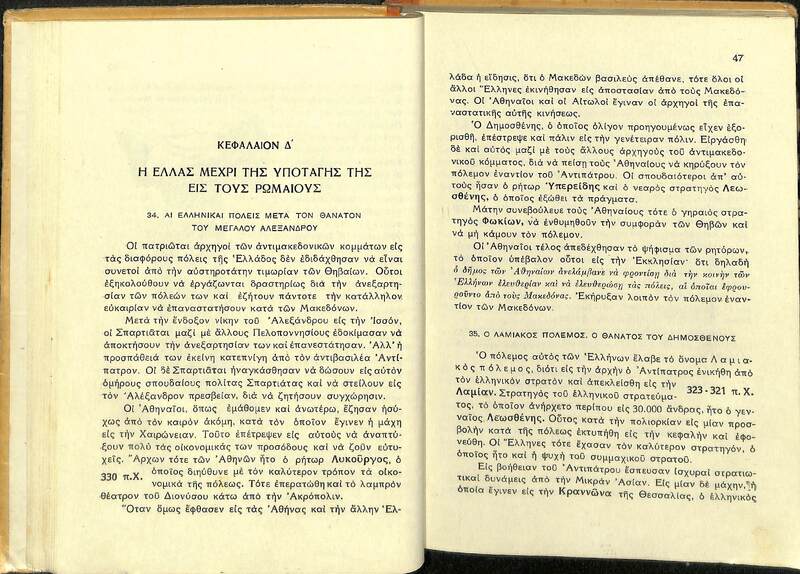 ΚΕΦΑΛΑΙΟΝ Δ΄
Η ΕΛΛΑΣ ΜΕΧΡΙ ΤΗΣ ΥΠΟΤΑΓΗΣ ΤΗΣ
ΕΙΣ ΤΟΥΣ ΡΩΜΑΙΟΥΣ
34. ΑΙ ΕΛΛΗΝΙΚΑΙ ΠΟΛΕΙΣ ΜΕΤΑ ΤΟΝ ΘΑΝΑΤΟΝ
ΤΟΥ ΜΕΓΑΛΟΥ ΑΛΕΞΑΝΔΡΟΥ
Οἱ πατριῶται ἀρχηγοὶ τῶν ἀντιμακεδονικῶν κομμάτων εἰς
τὰς διαφόρους πόλεις τῆς Ἑλλάδος δὲν ἐδιδάχθησαν νὰ εἶναι
συνετοὶ ἀπὸ τὴν αὐστηροτάτην τιμωρίαν τῶν Θηβαίων. Οὗτοι
ἐξηκολούθουν νὰ ἐργάζωνται δραστηρίως διὰ τὴν ἀνεξαρτη-
σίαν τῶν πόλεών των καὶ ἐζήτουν πάντοτε τὴν κατάλληλον
εὐκαιρίαν νὰ ἐπαναστατήσουν κατὰ τῶν Μακεδόνων.
Μετὰ τὴν ἔνδοξον νίκην τοῦ Ἀλεξάνδρου εἰς τὴν Ἰσσόν,
οἱ Σπαρτιᾶται μαζὶ μὲ ἄλλους Πελοποννησίους ἐδοκίμασαν νὰ
ἀποκτήσουν τὴν ἀνεξαρτησίαν των καὶ ἐπανεστάτησαν. Ἀλλ' ἡ
προσπάθειά των ἐκείνη κατεπνίγη ἀπὸ τὸν ἀντιβασιλέα Ἀντί-
πατρον. Οἱ δὲ Σπαρτιᾶται ἠναγκάσθησαν νὰ δώσουν εἰς αὐτὸν
ὁμήρους σπουδαίους πολίτας Σπαρτιάτας καὶ νὰ στείλουν εἰς
τὸν Ἀλέξανδρον πρεσβείαν, διὰ νὰ ζητήσουν συγχώρησιν.
Οἱ Ἀθηναῖοι, ὅπως ἐμάθομεν καὶ ἀνωτέρω, ἔζησαν ἡσύ-
χως ἀπὸ τὸν καιρὸν ἀκόμη, κατὰ τὸν ὁποῖον ἔγινεν ἡ μάχη
εἰς τὴν Χαιρώνειαν. Τοῦτο ἐπέτρεψεν εἰς αὐτοὺς νὰ ἀναπτύ-
ξουν πολὺ τὰς οἰκονομικάς των προσόδους καὶ νὰ ζοῦν εὐτυ-
χεῖς. Ἄρχων τότε τῶν Ἀθηνῶν ἦτο ὁ ρήτωρ Λυκοῦργος, ὁ
330 π.Χ. ὁποῖος διηύθυνε μὲ τὸν καλύτερον τρόπον τὰ οἰκο-
νομικὰ τῆς πόλεως. Τότε ἐπερατώθη καὶ τὸ λαμπρὸν
θέατρον τοῦ Διονύσου κάτω ἀπὸ τὴν Ἀκρόπολιν.
Ὅταν ὅμως ἔφθασεν εἰς τὰς Ἀθήνας καὶ τὴν ἄλλην Ἑλ-
47
λάδα ἡ εἴδησις, ὅτι ὁ Μακεδὼν βασιλεὺς ἀπέθανε, τότε ὅλοι οἱ
ἄλλοι Ἕλληνες ἐκινήθησαν εἰς ἀποστασίαν ἀπὸ τοὺς Μακεδό-
νας. Οἱ Ἀθηναῖοι καὶ οἱ Αἰτωλοὶ ἔγιναν οἱ ἀρχηγοὶ τῆς ἐπα-
ναστατικῆς αὐτῆς κινήσεως.
Ὁ Δημοσθένης, ὁ ὁποῖος ὀλίγον προηγουμένως εἶχεν ἐξο-
ρισθῆ, ἐπέστρεψε καὶ πάλιν εἰς τὴν γενέτειραν πόλιν. Εἰργάσθη
δὲ καὶ αὐτὸς μαζὶ μὲ τοὺς ἄλλους ἀρχηγοὺς τοῦ ἀντιμακεδο-
νικοῦ κόμματος, διὰ νὰ πείσῃ τοὺς Ἀθηναίους νὰ κηρύξουν τὸν
πόλεμον ἐναντίον τοῦ Ἀντιπάτρου. Οἱ σπουδαιότεροι ἀπ' αὐ-
τοὺς ἦσαν ὁ ρήτωρ Ὑπερείδης καὶ ὁ νεαρὸς στρατηγὸς Λεω-
σθένης, ὁ ὁποῖος ἐξώθει τὰ πράγματα.
Μάτην συνεβούλευε τοὺς Ἀθηναίους τότε ὁ γηραιὸς στρα-
τηγὸς Φωκίων, νὰ ἐνθυμηθοῦν τὴν συμφορὰν τῶν Θηβῶν καὶ
νὰ μὴ κάμουν τὸν πόλεμον.
Οἱ Ἀθηναῖοι τέλος ἀπεδέχθησαν τὸ ψήφισμα τῶν ρητόρων,
τὸ ὁποῖον ὑπέβαλον οὗτοι εἰς τὴν Ἐκκλησίαν· ὅτι δηλαδὴ
ὁ δῆμος τῶν Ἀθηναίων ἀνελάμβανε νὰ φροντίσῃ διὰ τὴν κοινὴν τῶν
Ἑλλήνων ἐλευθερίαν καὶ νὰ ἐλευθερώσῃ τὰς πόλεις, αἱ ὁποῖαι ἐφρου-
ροῦντο ἀπὸ τοὺς Μακεδόνας. Ἐκήρυξαν λοιπὸν τὸν πόλεμον ἐναν-
τίον τῶν Μακεδόνων.
35. Ο ΛΑΜΙΑΚΟΣ ΠΟΛΕΜΟΣ. Ο ΘΑΝΑΤΟΣ ΤΟΥ ΔΗΜΟΣΘΕΝΟΥΣ
Ὁ πόλεμος αὐτὸς τῶν Ἑλλήνων ἔλαβε τὸ ὄνομα Λαμια-
κὸς πόλεμος, διότι εἰς τὴν ἀρχὴν ὁ Ἀντίπατρος ἐνικήθη ἀπὸ
τὸν ἑλληνικὸν στρατὸν καὶ ἀπεκλείσθη εἰς τὴν
Λαμίαν. Στρατηγὸς τοῦ ἑλληνικοῦ στρατεύμα- 323-321 π. Χ.
τος, τὸ ὁποῖον ἀνήρχετο περίπου εἰς 30.000 ἄνδρας, ἦτο ὁ γεν-
ναῖος Λεωσθένης. Οὗτος κατὰ τὴν πολιορκίαν εἰς μίαν προσ-
βολὴν κατὰ τῆς πόλεως ἐκτυπήθη εἰς τὴν κεφαλὴν καὶ ἐφο-
νεύθη. Οἱ Ἕλληνες τότε ἔχασαν τὸν καλύτερον στρατηγόν, ὁ
ὁποῖος ἦτο καὶ ἡ ψυχὴ τοῦ συμμαχικοῦ στρατοῦ.
Εἰς βοήθειαν τοῦ Ἀντιπάτρου ἔσπευσαν ἰσχυραὶ στρατιω-
τικαὶ δυνάμεις ἀπὸ τὴν Μικρὰν Ἀσίαν. Εἰς μίαν δὲ μάχην, ἡ
ὁποία ἔγινε εἰς τὴν Κραννῶνα τῆς Θεσσαλίας, ὁ ἑλληνικὸς